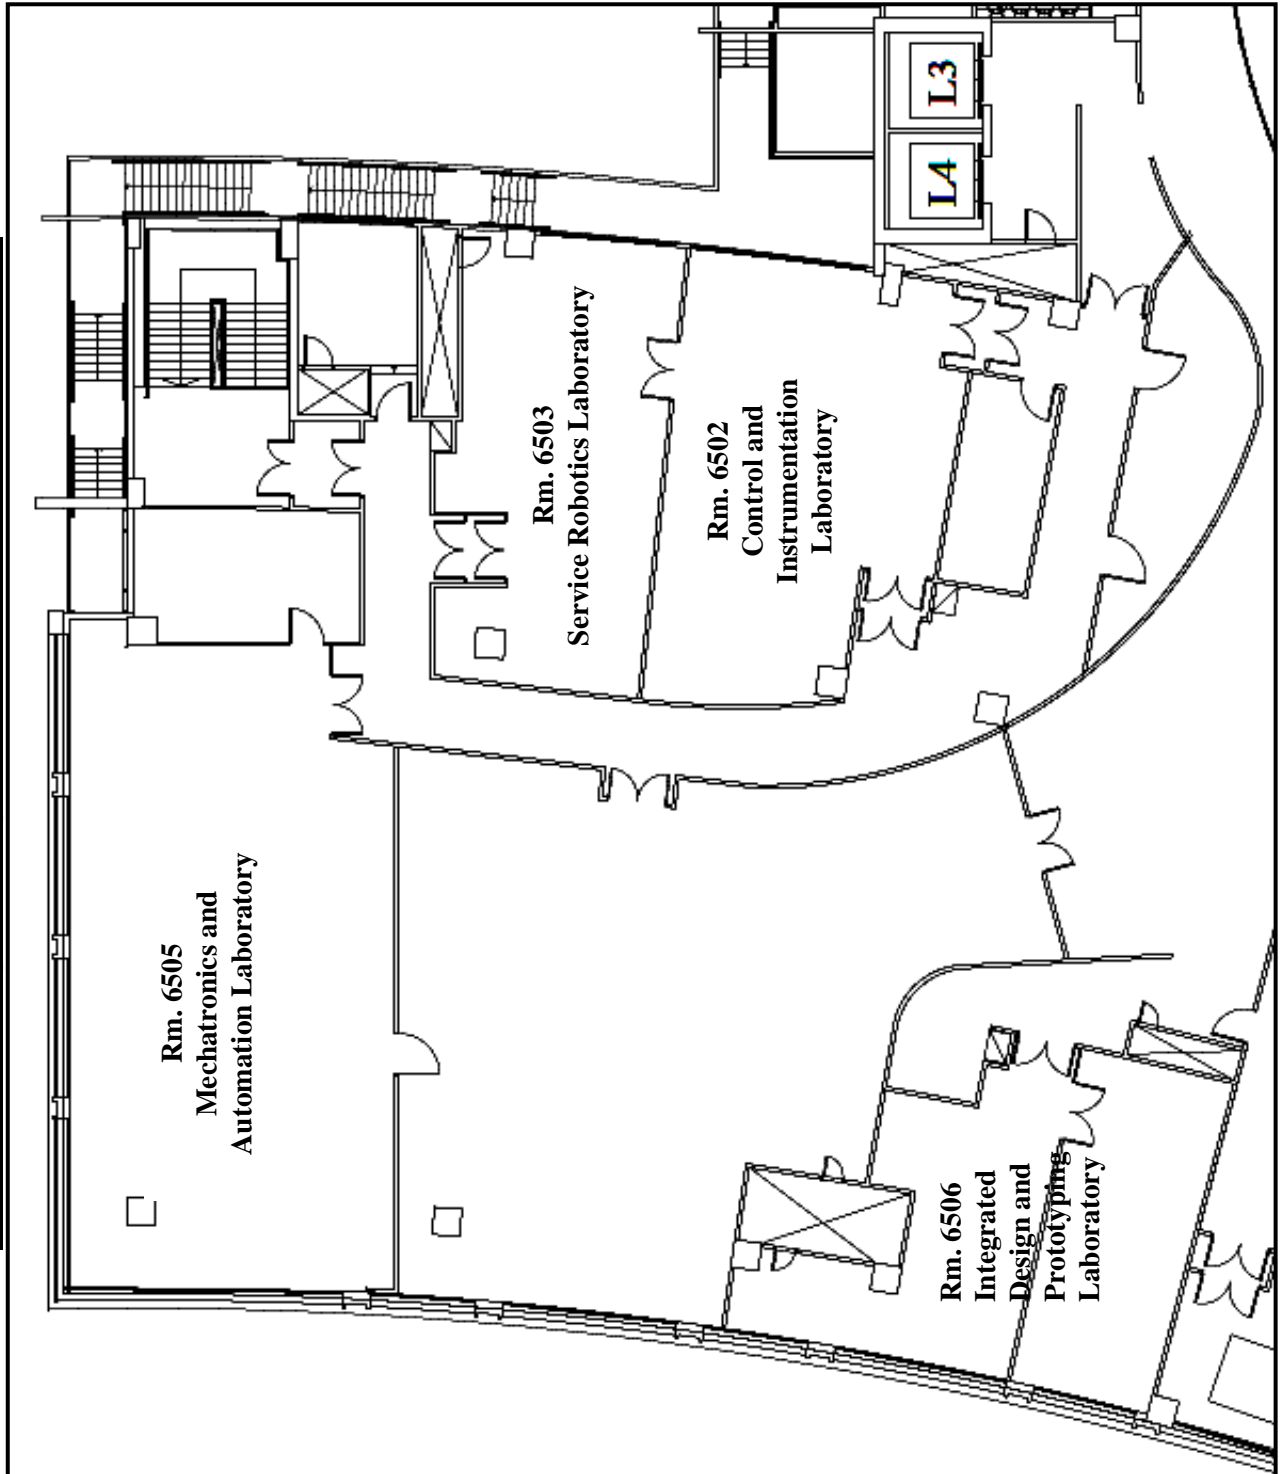 L3
L4
Rm. 6503
Service Robotics Laboratory
Rm. 6502
Control and
Instrumentation
Laboratory
Rm. 6505
Mechatronics and
Automation Laboratory
Rm. 6506
Integrated
Design and
Prototyping
Laboratory